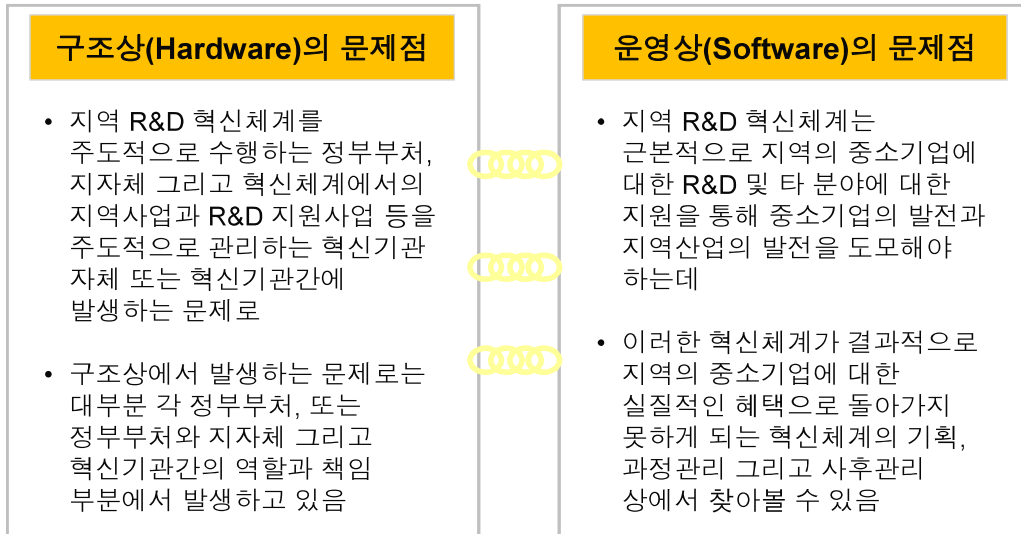 구조상(Hardware)의 문제점
• 지역 R&D 혁신체계를
주도적으로 수행하는 정부부처,
지자체 그리고 혁신체계에서의
지역사업과 R&D 지원사업 등을
주도적으로 관리하는 혁신기관
자체 또는 혁신기관간에
발생하는 문제로
• 구조상에서 발생하는 문제로는
대부분 각 정부부처, 또는
정부부처와 지자체 그리고
혁신기관간의 역할과 책임
부분에서 발생하고 있음
운영상(Software)의 문제점
• 지역 R&D 혁신체계는
근본적으로 지역의 중소기업에
대한 R&D 및 타 분야에 대한
지원을 통해 중소기업의 발전과
지역산업의 발전을 도모해야
하는데
• 이러한 혁신체계가 결과적으로
지역의 중소기업에 대한
실질적인 혜택으로 돌아가지
못하게 되는 혁신체계의 기획,
과정관리 그리고 사후관리
상에서 찾아볼 수 있음